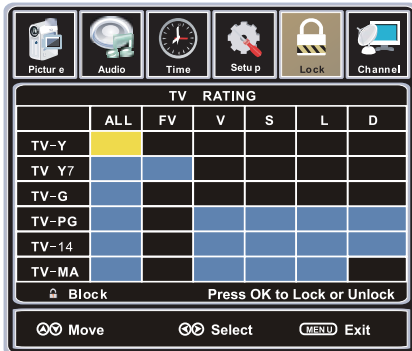 Pictur e Audio Time Setu p Lock Channel
TV RATING
ALL FV V S L D
TV-Y
TV Y7
TV-G
TV-PG
TV-14
TV-MA
Block Press OK to Lock or Unlock
Move Select MENU Exit